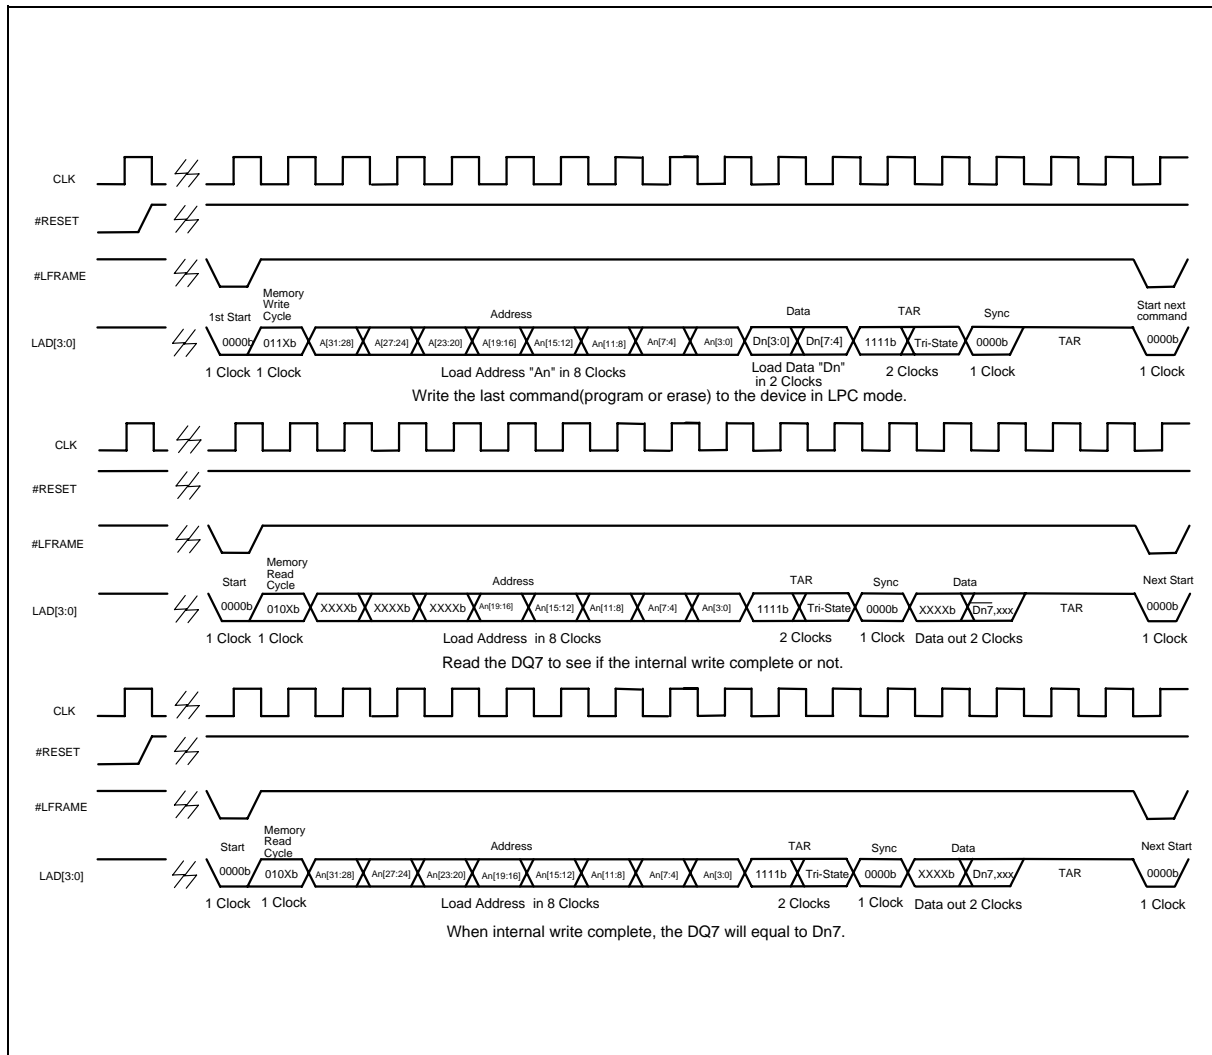 CLK
#RESET
#LFRAME
1st Start Memory Write Cycle Address Data TAR Sync Start next command
LAD[3:0] 0000b 011Xb A[31:28] A[27:24] A[23:20] A[19:16] An[15:12] An[11:8] An[7:4] An[3:0] Dn[3:0] Dn[7:4] 1111b Tri-State 0000b TAR 0000b
1 Clock 1 Clock Load Address "An" in 8 Clocks Load Data "Dn" in 2 Clocks 2 Clocks 1 Clock 1 Clock
Write the last command(program or erase) to the device in LPC mode.
CLK
#RESET
#LFRAME
Start Memory Read Cycle Address TAR Sync Data Next Start
LAD[3:0] 0000b 010Xb XXXXb XXXXb XXXXb An[19:16] An[15:12] An[11:8] An[7:4] An[3:0] 1111b Tri-State 0000b XXXXb Dn7,xxx TAR 0000b
1 Clock 1 Clock Load Address in 8 Clocks 2 Clocks 1 Clock Data out 2 Clocks 1 Clock
Read the DQ7 to see if the internal write complete or not.
CLK
#RESET
#LFRAME
Start Memory Read Cycle Address TAR Sync Data Next Start
LAD[3:0] 0000b 010Xb An[31:28] An[27:24] An[23:20] An[19:16] An[15:12] An[11:8] An[7:4] An[3:0] 1111b Tri-State 0000b XXXXb Dn7,xxx TAR 0000b
1 Clock 1 Clock Load Address in 8 Clocks 2 Clocks 1 Clock Data out 2 Clocks 1 Clock
When internal write complete, the DQ7 will equal to Dn7.